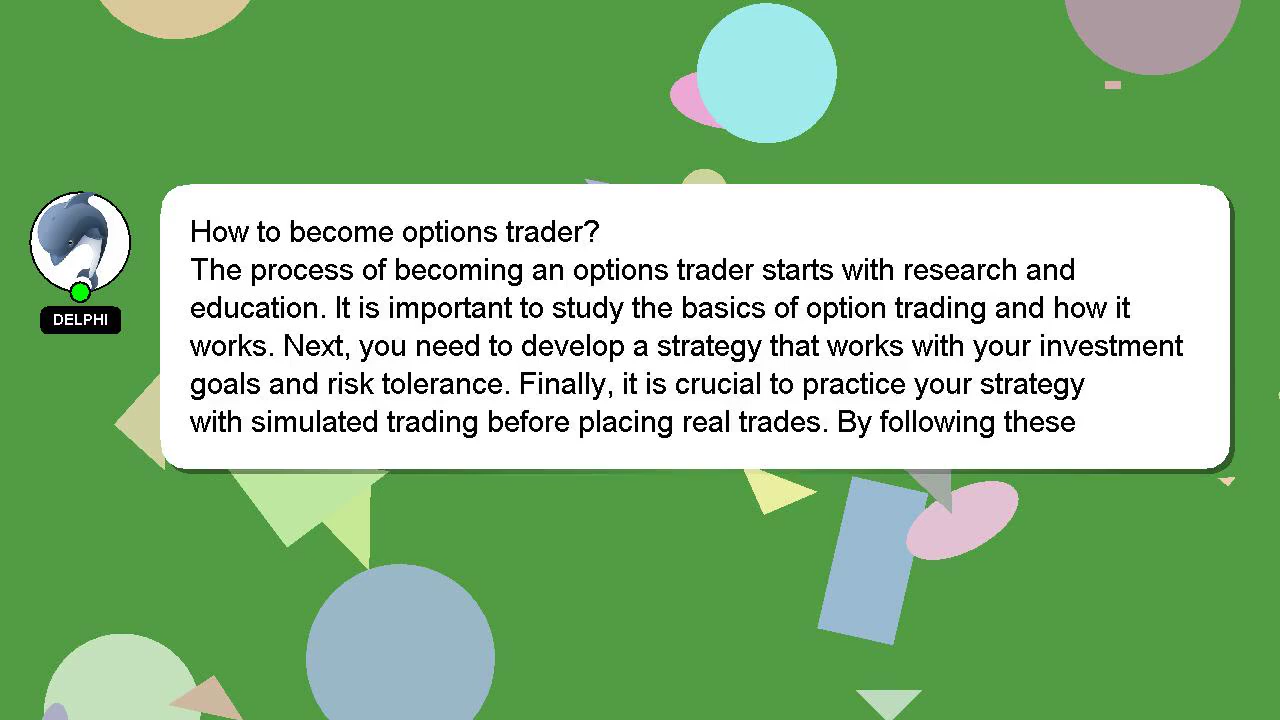 How to become options trader?
The process of becoming an options trader starts with research and
education. It is important to study the basics of option trading and how it
works. Next, you need to develop a strategy that works with your investment
goals and risk tolerance. Finally, it is crucial to practice your strategy
with simulated trading before placing real trades. By following these
DELPHI